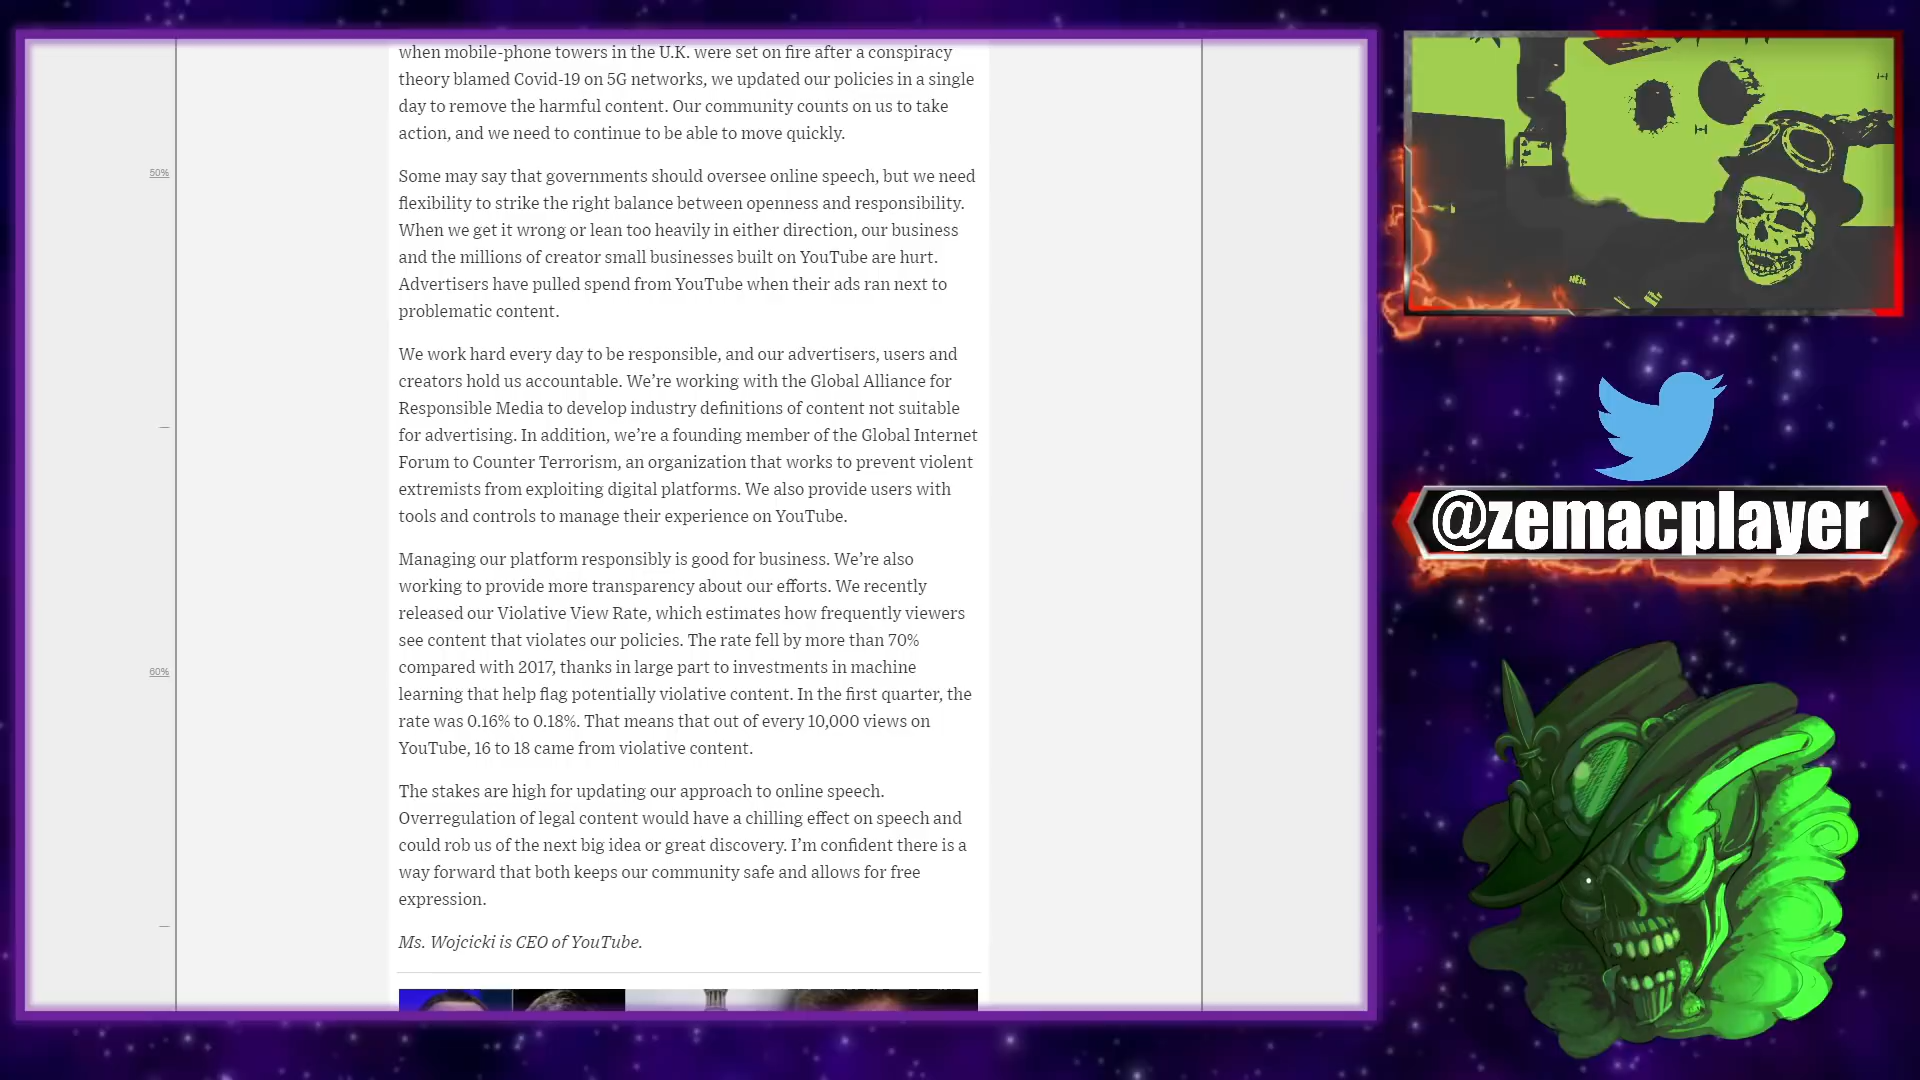 when mobile-phone towers in the U.K. were set on fire after a conspiracy
theory blamed Covid-19 on 5G networks, we updated our policies in a single
day to remove the harmful content. Our community counts on us to take
action, and we need to continue to be able to move quickly.
50%
Some may say that governments should oversee online speech, but we need
flexibility to strike the right balance between openness and responsibility.
When we get it wrong or lean too heavily in either direction, our business
and the millions of creator small businesses built on YouTube are hurt.
Advertisers have pulled spend from YouTube when their ads ran next to
problematic content.
We work hard every day to be responsible, and our advertisers, users and
creators hold us accountable. We’re working with the Global Alliance for
Responsible Media to develop industry definitions of content not suitable
for advertising. In addition, we’re a founding member of the Global Internet
Forum to Counter Terrorism, an organization that works to prevent violent
extremists from exploiting digital platforms. We also provide users with
tools and controls to manage their experience on YouTube.
Managing our platform responsibly is good for business. We’re also
working to provide more transparency about our efforts. We recently
released our Violative View Rate, which estimates how frequently viewers
see content that violates our policies. The rate fell by more than 70%
compared with 2017, thanks in large part to investments in machine
60%
learning that help flag potentially violative content. In the first quarter, the
rate was 0.16% to 0.18%. That means that out of every 10,000 views on
YouTube, 16 to 18 came from violative content.
The stakes are high for updating our approach to online speech.
Overregulation of legal content would have a chilling effect on speech and
could rob us of the next big idea or great discovery. I’m confident there is a
way forward that both keeps our community safe and allows for free
expression.
Ms. Wojcicki is CEO of YouTube.
@zemacplayer